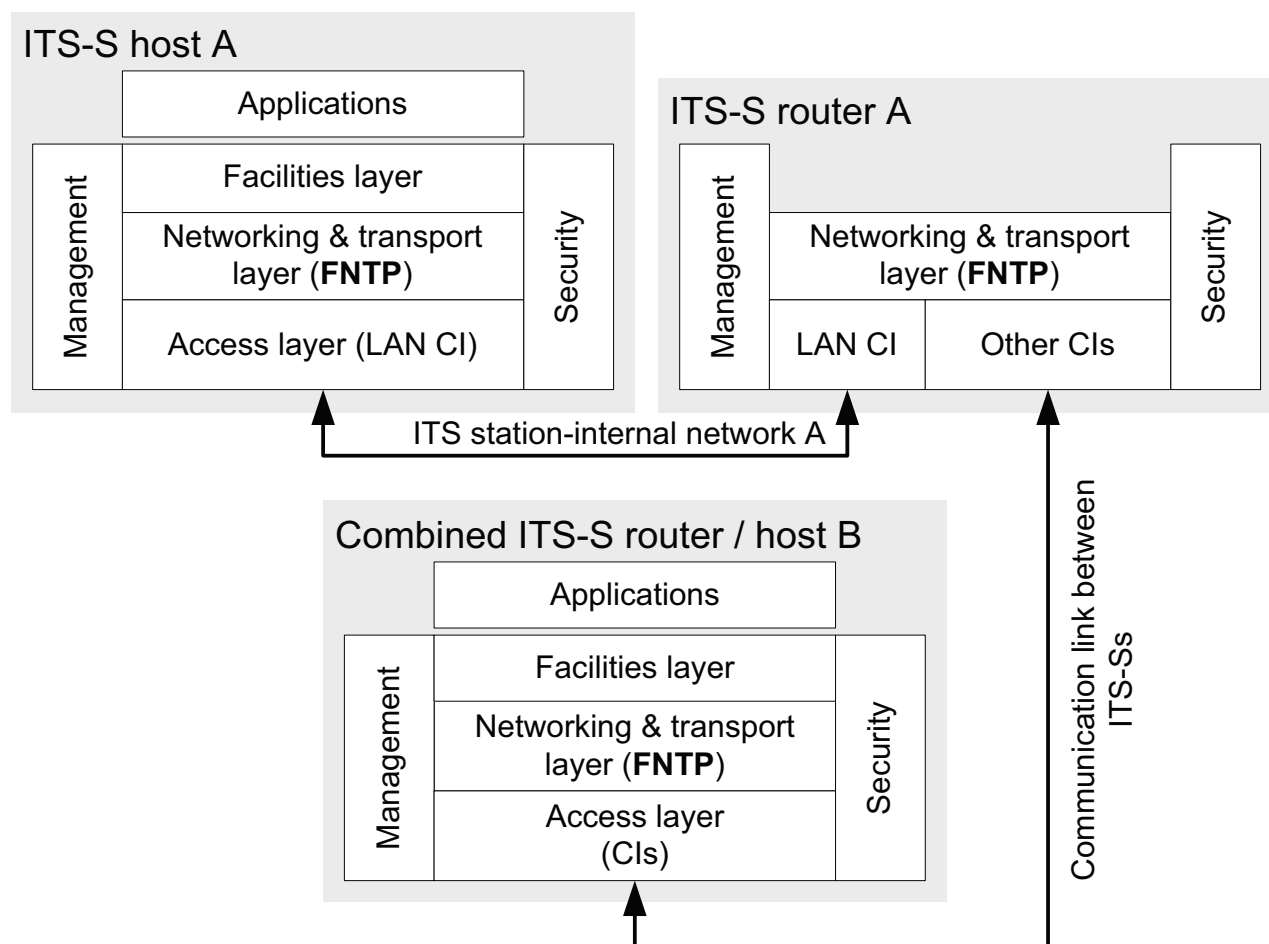 ITS-S host A
Applications
Management
Facilities layer
Networking & transport
layer (FNTP)
Access layer (LAN CI)
Security
ITS-S router A
Management
Networking & transport
layer (FNTP)
LAN CI
Other CIs
Security
ITS station-internal network A
Combined ITS-S router / host B
Applications
Management
Facilities layer
Networking & transport
layer (FNTP)
Access layer
(CIs)
Security
Communication link between
ITS-Ss